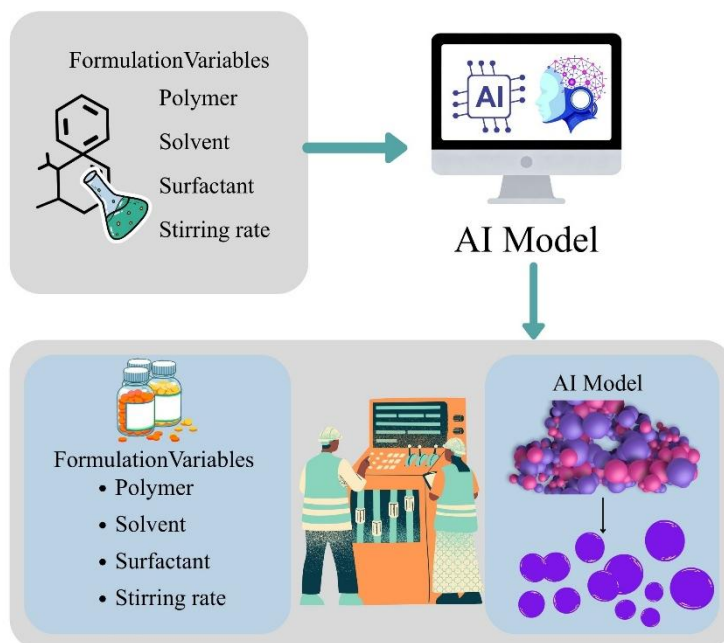 FormulationVariables
Polymer
Solvent
Surfactant
Stirring rate
AI
AI Model
FormulationVariables
• Polymer
• Solvent
• Surfactant
• Stirring rate
AI Model